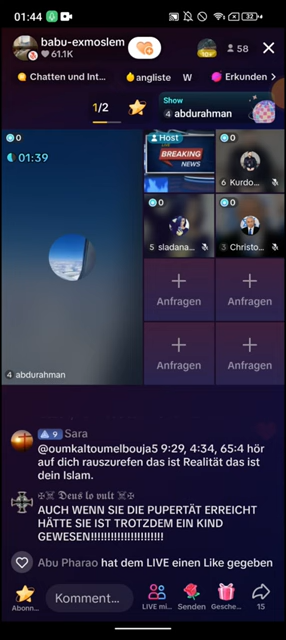 01:44
32
babu-exmoslem
61.1K
58
Chatten und Int...
angliste
W
Erkunden
1/2
Show
4 abdurahman
0
01:39
Host
BREAKING
NEWS
0
6 Kurdo...
0
5 sladana...
0
3 Christo...
Anfragen
Anfragen
Anfragen
Anfragen
4 abdurahman
9 Sara
@oumkaltoumelbouja5 9:29, 4:34, 65:4 hör
auf dich rauszurefen das ist Realität das ist
dein Islam.
✠☠️ 𝕯𝖊𝖚𝖘 𝖑𝖔 𝖛𝖚𝖑𝖙 ☠️✠
AUCH WENN SIE DIE PUPERTÄT ERREICHT
HÄTTE SIE IST TROTZDEM EIN KIND
GEWESEN!!!!!!!!!!!!!!!!!!!!!!!
Abu Pharao hat dem LIVE einen Like gegeben
Abonn...
Komment...
LIVE mi...
Senden
Gesche...
15